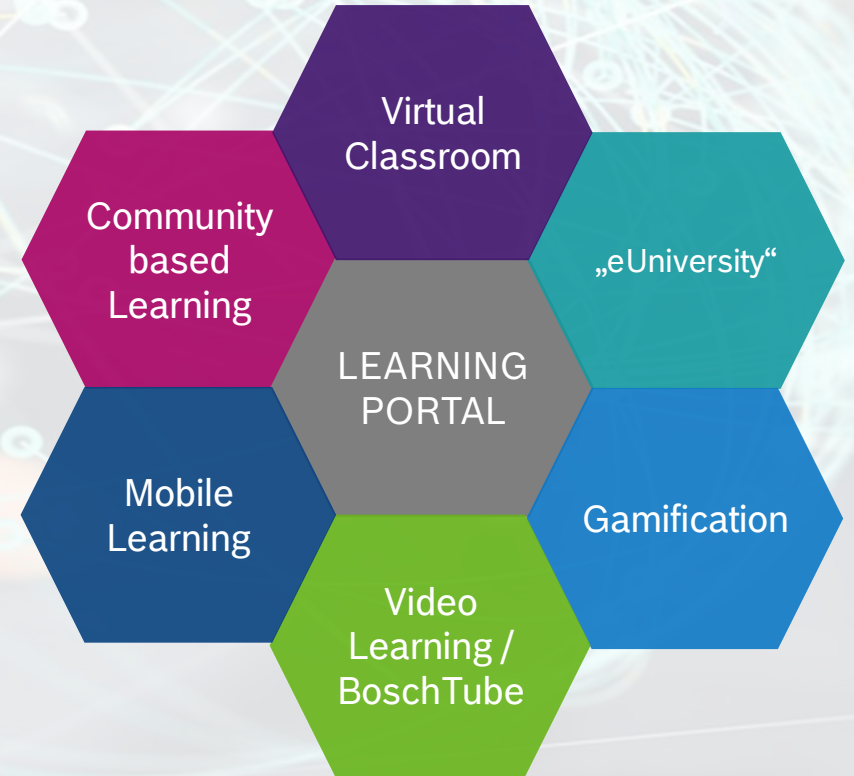 Virtual
Classroom
Community
based
Learning
„eUniversity“
LEARNING
PORTAL
Mobile
Learning
Gamification
Video
Learning /
BoschTube